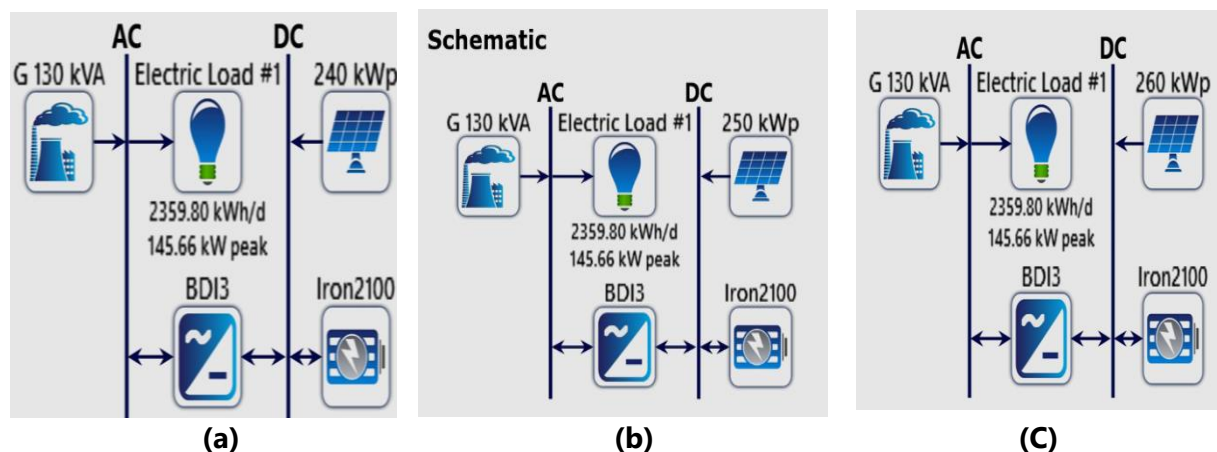 AC DC
G 130 kVA Electric Load #1 240 kWp
2359.80 kWh/d
145.66 kW peak
BDI3 Iron2100
(a)
Schematic
AC DC
G 130 kVA Electric Load #1 250 kWp
2359.80 kWh/d
145.66 kW peak
BDI3 Iron2100
(b)
AC DC
G 130 kVA Electric Load #1 260 kWp
2359.80 kWh/d
145.66 kW peak
BDI3 Iron2100
(C)